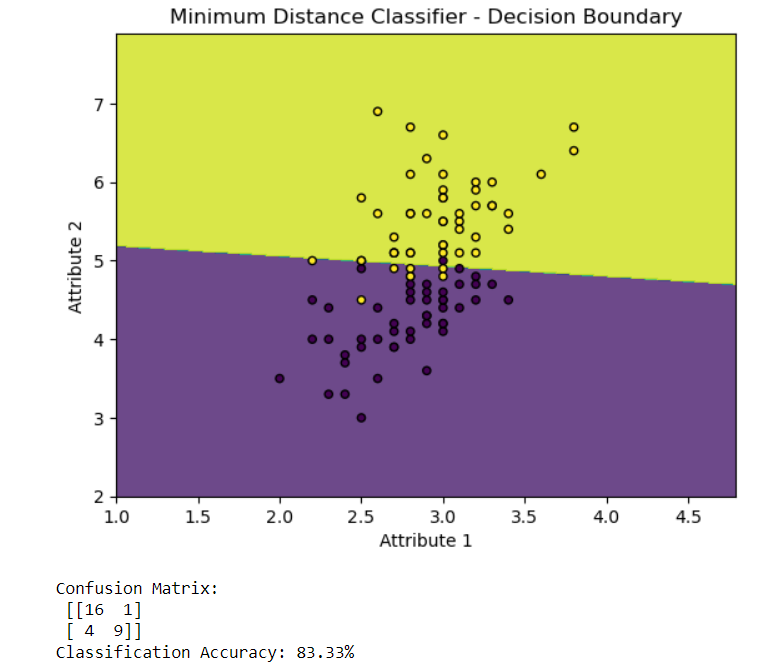 Minimum Distance Classifier - Decision Boundary
7
6
5
4
3
2
Attribute 2
1.0 1.5 2.0 2.5 3.0 3.5 4.0 4.5
Attribute 1
Confusion Matrix:
[[16  1]
[ 4  9]]
Classification Accuracy: 83.33%